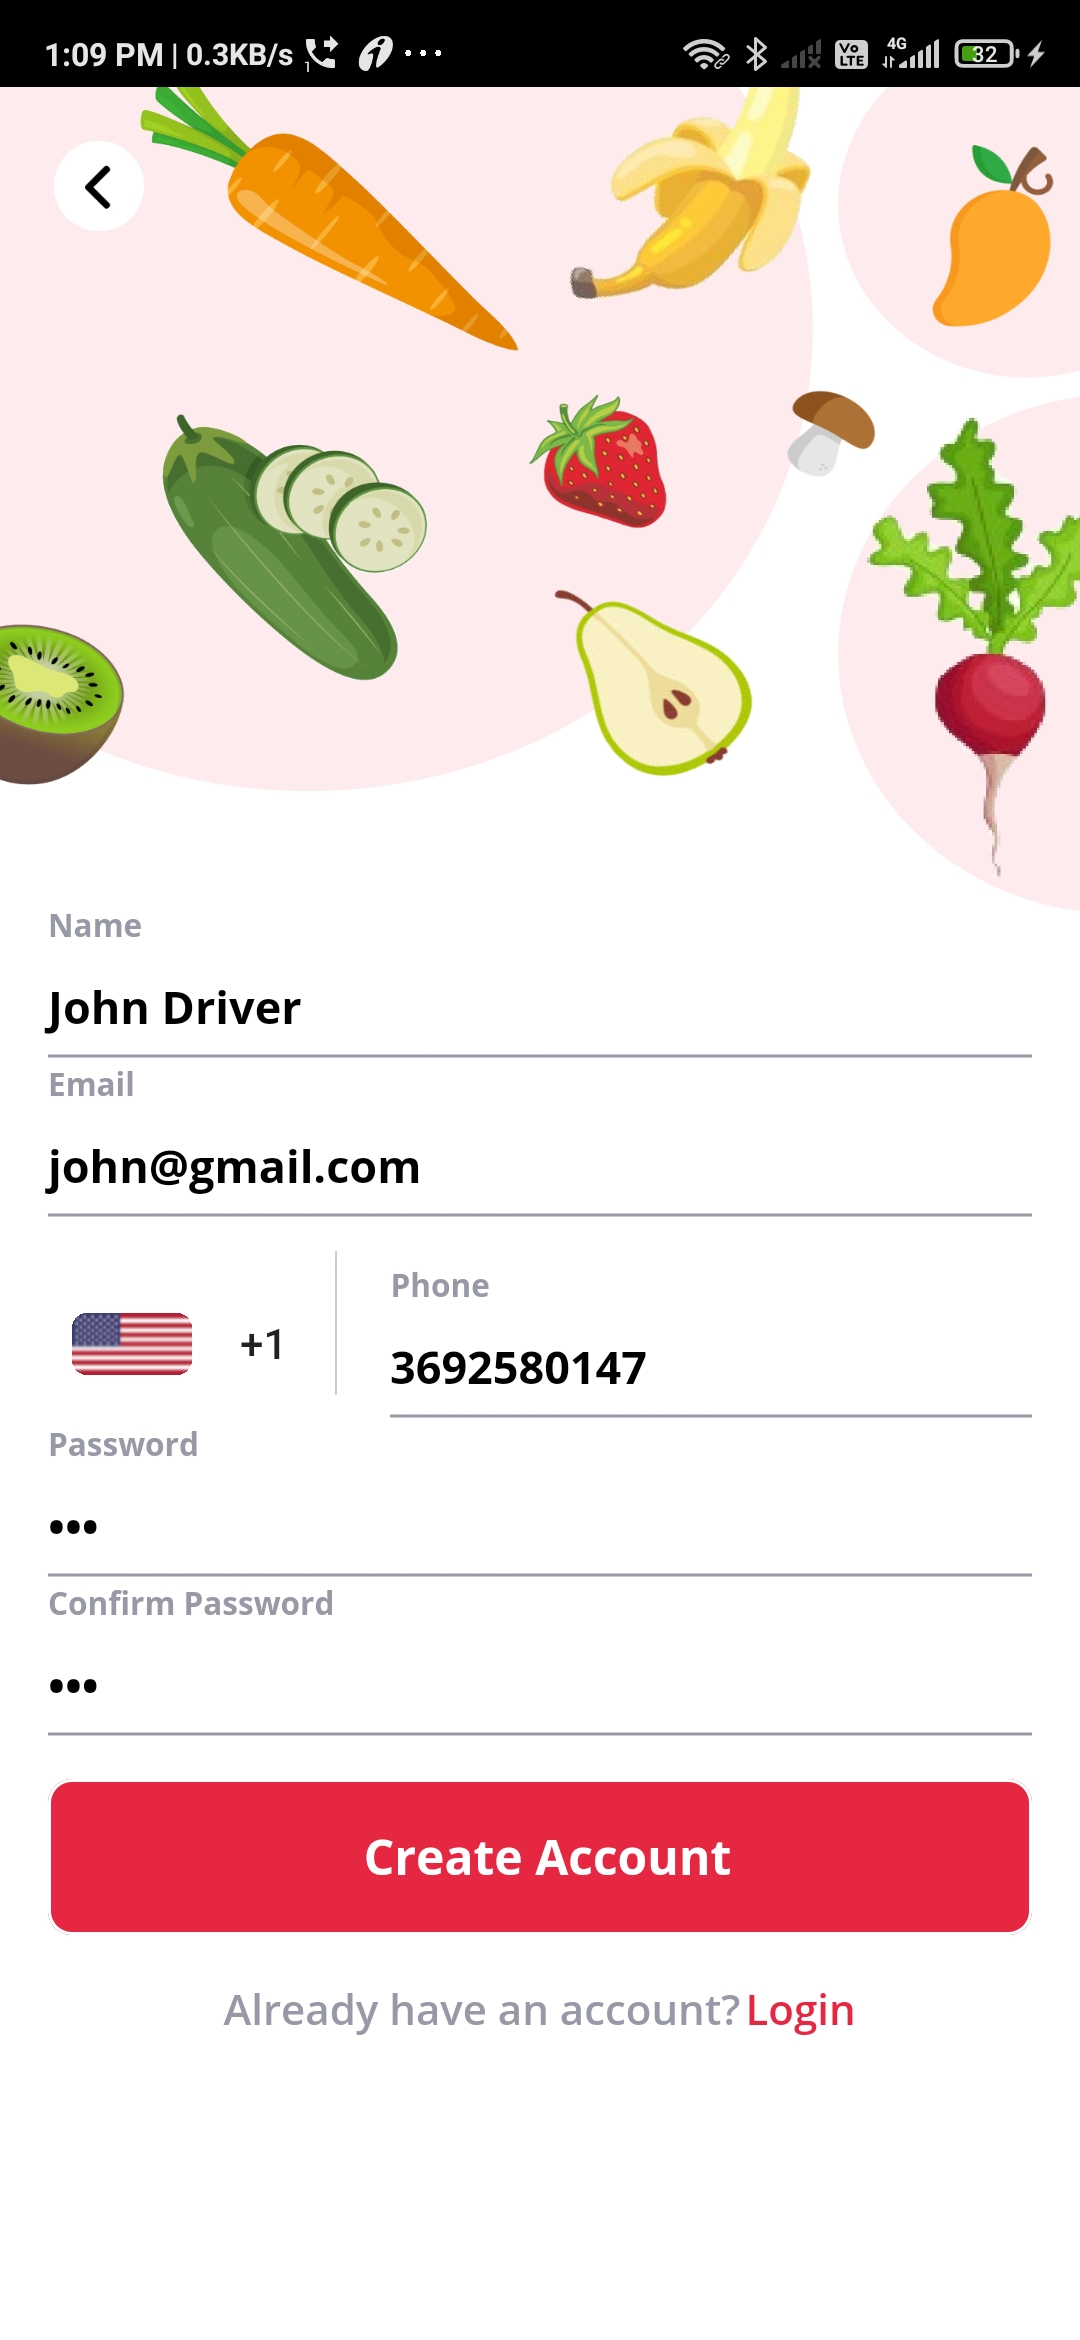 1:09 PM | 0.3KB/s 1 ... Vo LTE 4G 32
Name
John Driver
Email
john@gmail.com
+1
Phone
3692580147
Password
•••
Confirm Password
•••
Create Account
Already have an account? Login